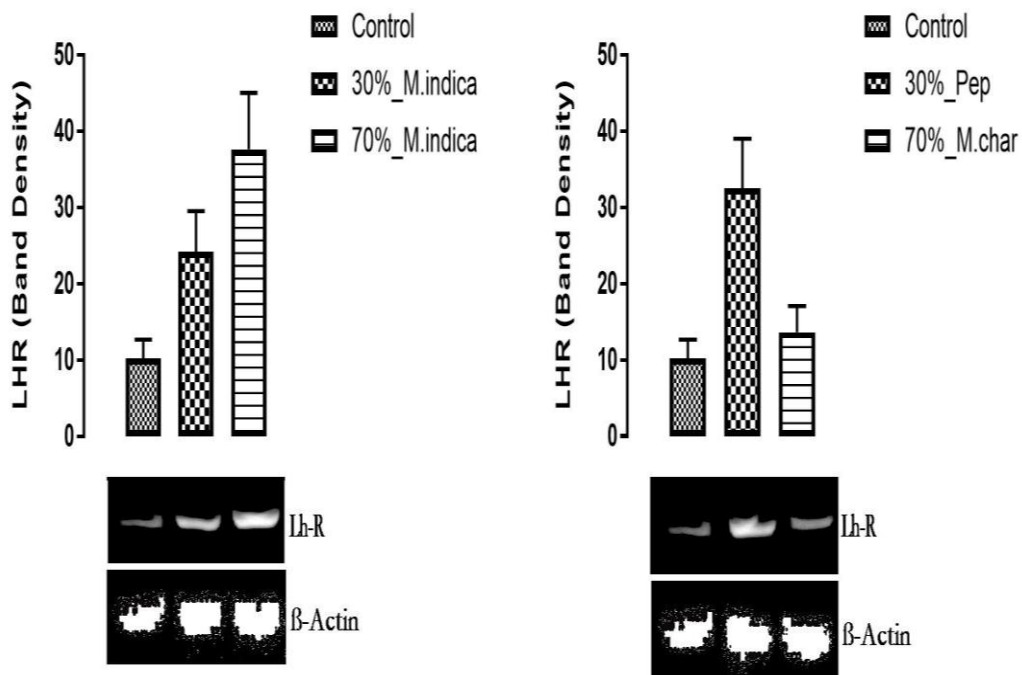 Control
30%_M.indica
70%_M.indica
LHR (Band Density)
50
40
30
20
10
0
Lh-R
ß-Actin
Control
30%_Pep
70%_M.char
LHR (Band Density)
50
40
30
20
10
0
Lh-R
ß-Actin